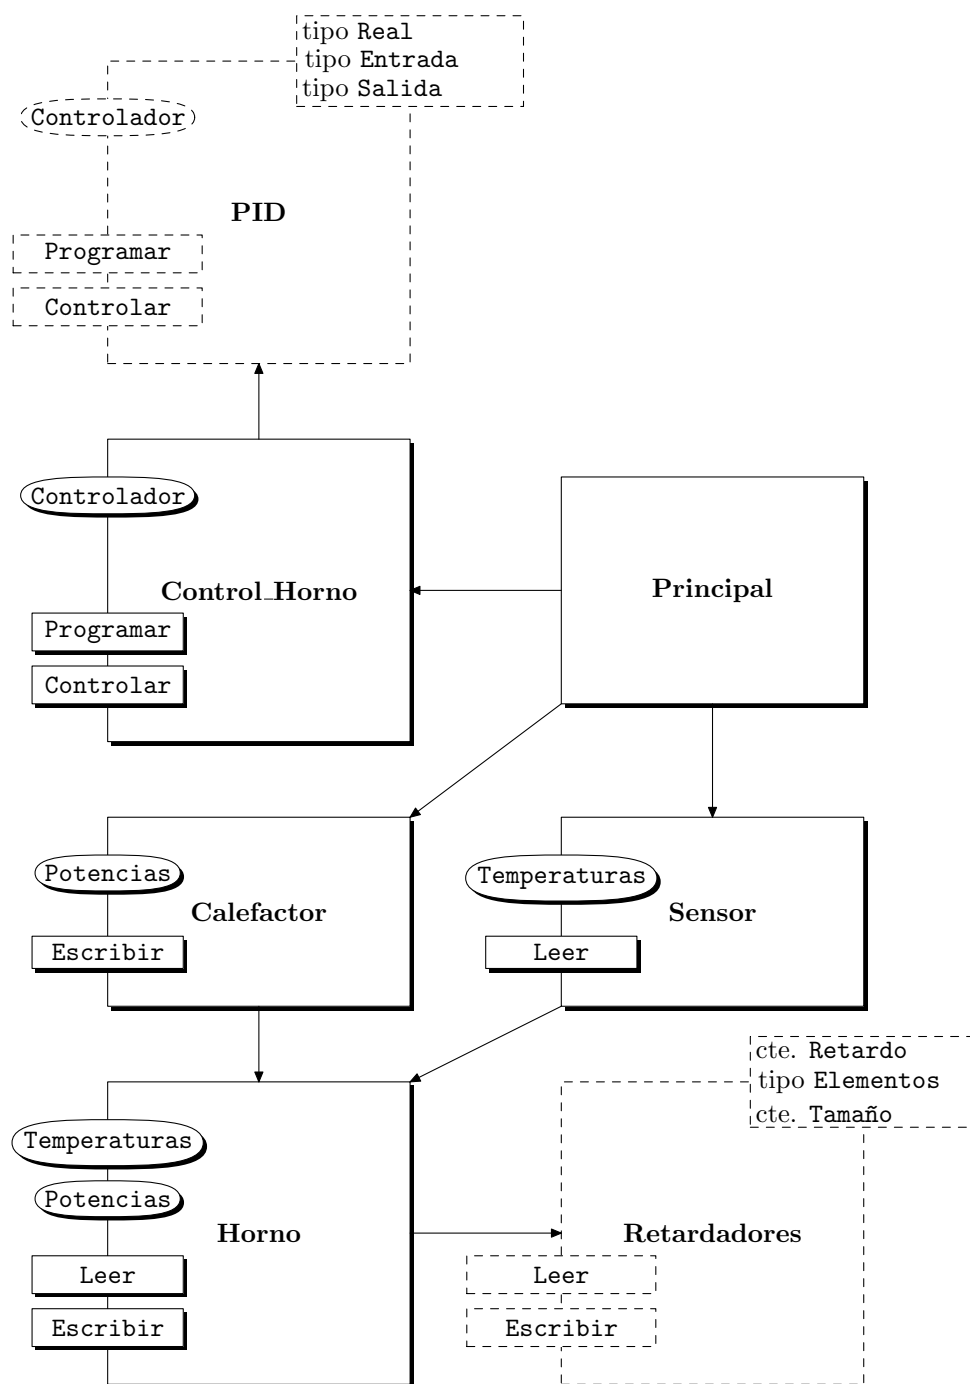 tipo Real
tipo Entrada
tipo Salida
Controlador
PID
Programar
Controlar
Controlador
Control_Horno
Principal
Programar
Controlar
Potencias
Calefactor
Escribir
Temperaturas
Sensor
Leer
cte. Retardo
tipo Elementos
cte. Tamaño
Temperaturas
Potencias
Horno
Leer
Escribir
Retardadores
Leer
Escribir